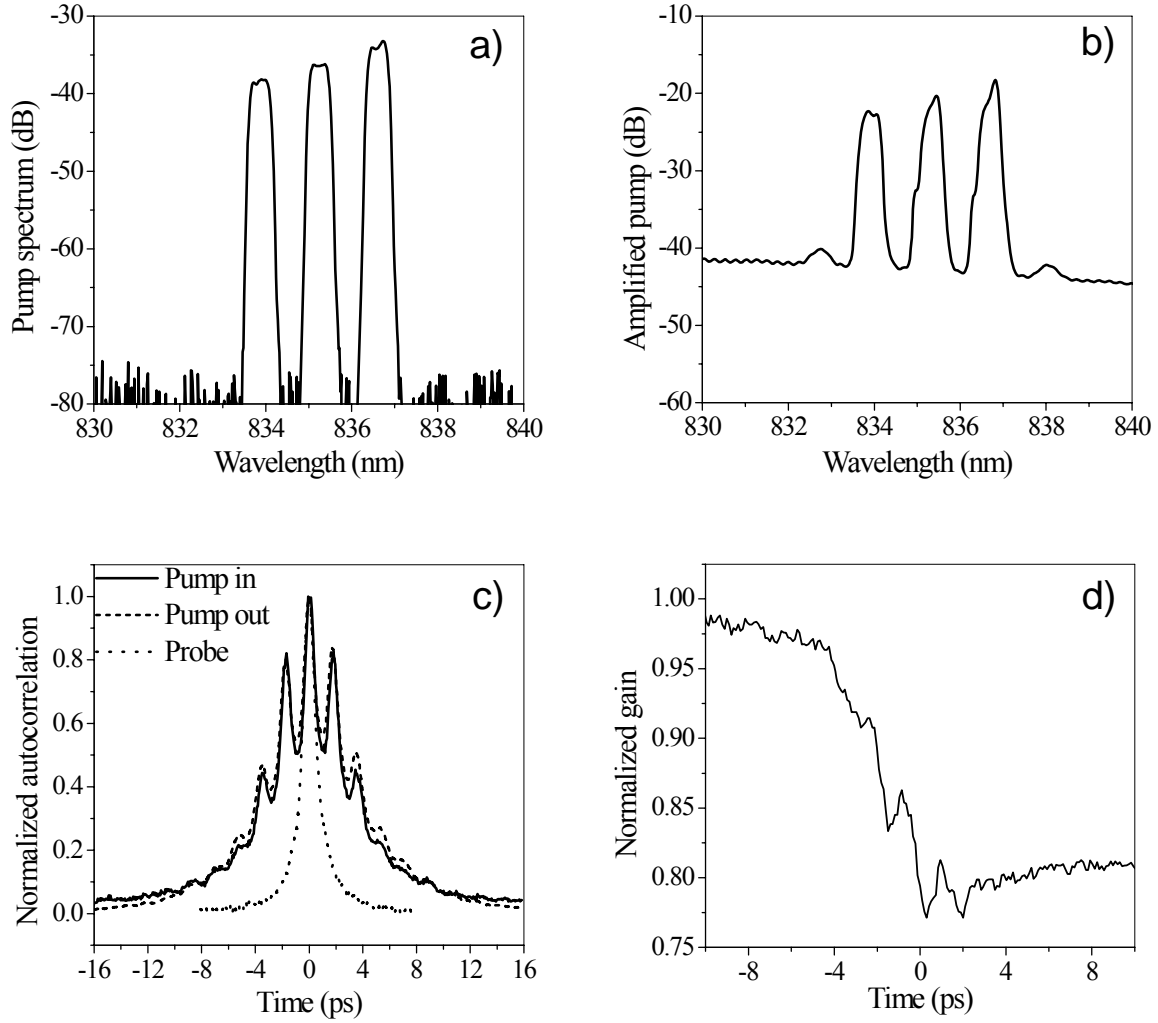 a)
Pump spectrum (dB)
-30
-40
-50
-60
-70
-80
830 832 834 836 838 840
Wavelength (nm)
b)
Amplified pump (dB)
-10
-20
-30
-40
-50
-60
830 832 834 836 838 840
Wavelength (nm)
c)
Pump in
Pump out
Probe
Normalized autocorrelation
1.0
0.8
0.6
0.4
0.2
0.0
-16 -12 -8 -4 0 4 8 12 16
Time (ps)
d)
Normalized gain
1.00
0.95
0.90
0.85
0.80
0.75
-8 -4 0 4 8
Time (ps)